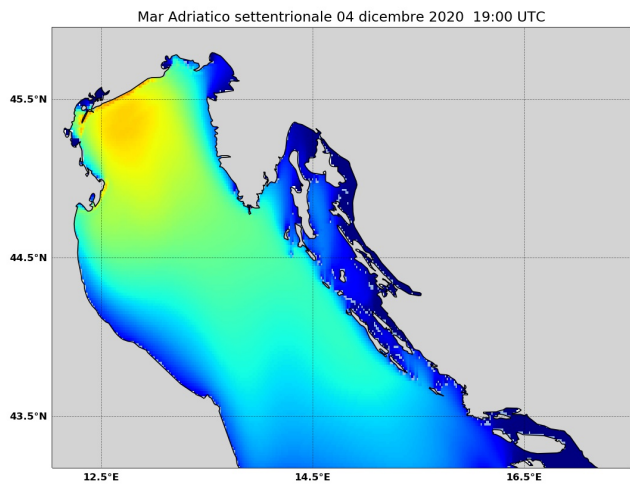 Mar Adriatico settentrionale 04 dicembre 2020  19:00 UTC
45.5°N
44.5°N
43.5°N
12.5°E
14.5°E
16.5°E